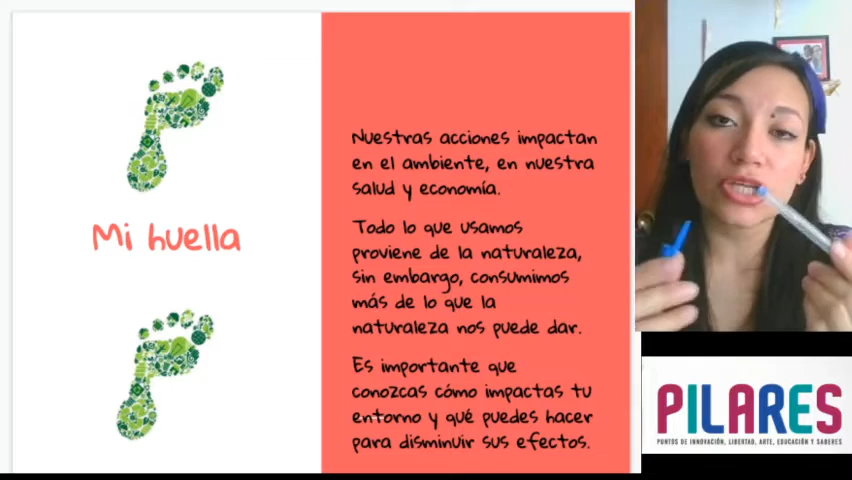 Mi huella
Nuestras acciones impactan
en el ambiente, en nuestra
salud y economía.
Todo lo que usamos
proviene de la naturaleza,
sin embargo, consumimos
más de lo que la
naturaleza nos puede dar.
Es importante que
conozcas cómo impactas tu
entorno y qué puedes hacer
para disminuir sus efectos.
PILARES
PUNTOS DE INNOVACIÓN, LIBERTAD, ARTE, EDUCACIÓN Y SABERES